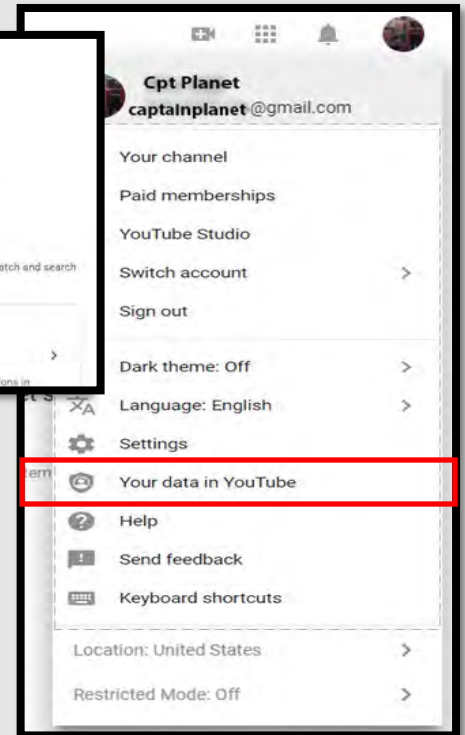 Cpt Planet
captainplanet@gmail.com
Your channel
Paid memberships
YouTube Studio
Switch account
Sign out
atch and search
Dark theme: Off
ons in
Language: English
Settings
Your data in YouTube
Help
Send feedback
Keyboard shortcuts
Location: United States
Restricted Mode: Off